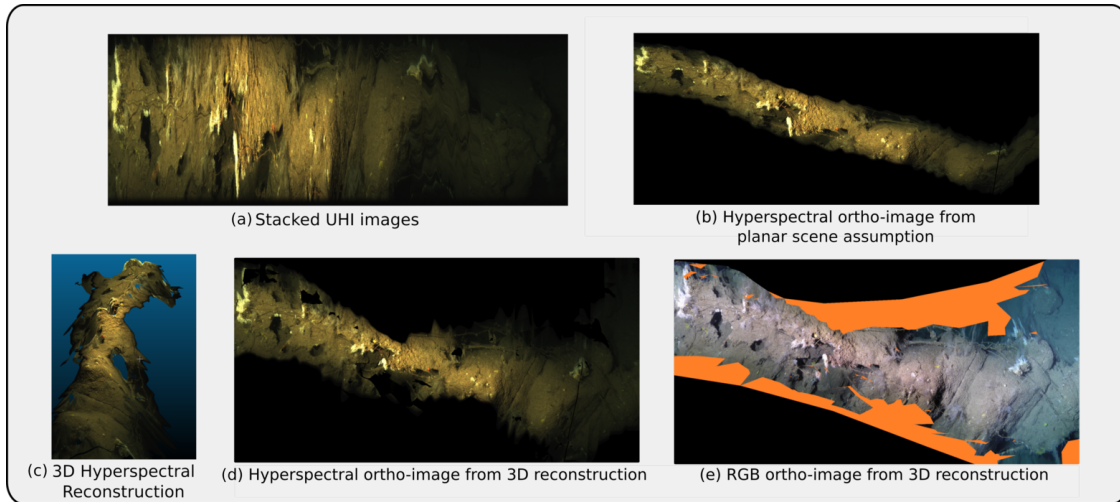 (a) Stacked UHI images
(b) Hyperspectral ortho-image from
planar scene assumption
(c) 3D Hyperspectral
Reconstruction
(d) Hyperspectral ortho-image from 3D reconstruction
(e) RGB ortho-image from 3D reconstruction